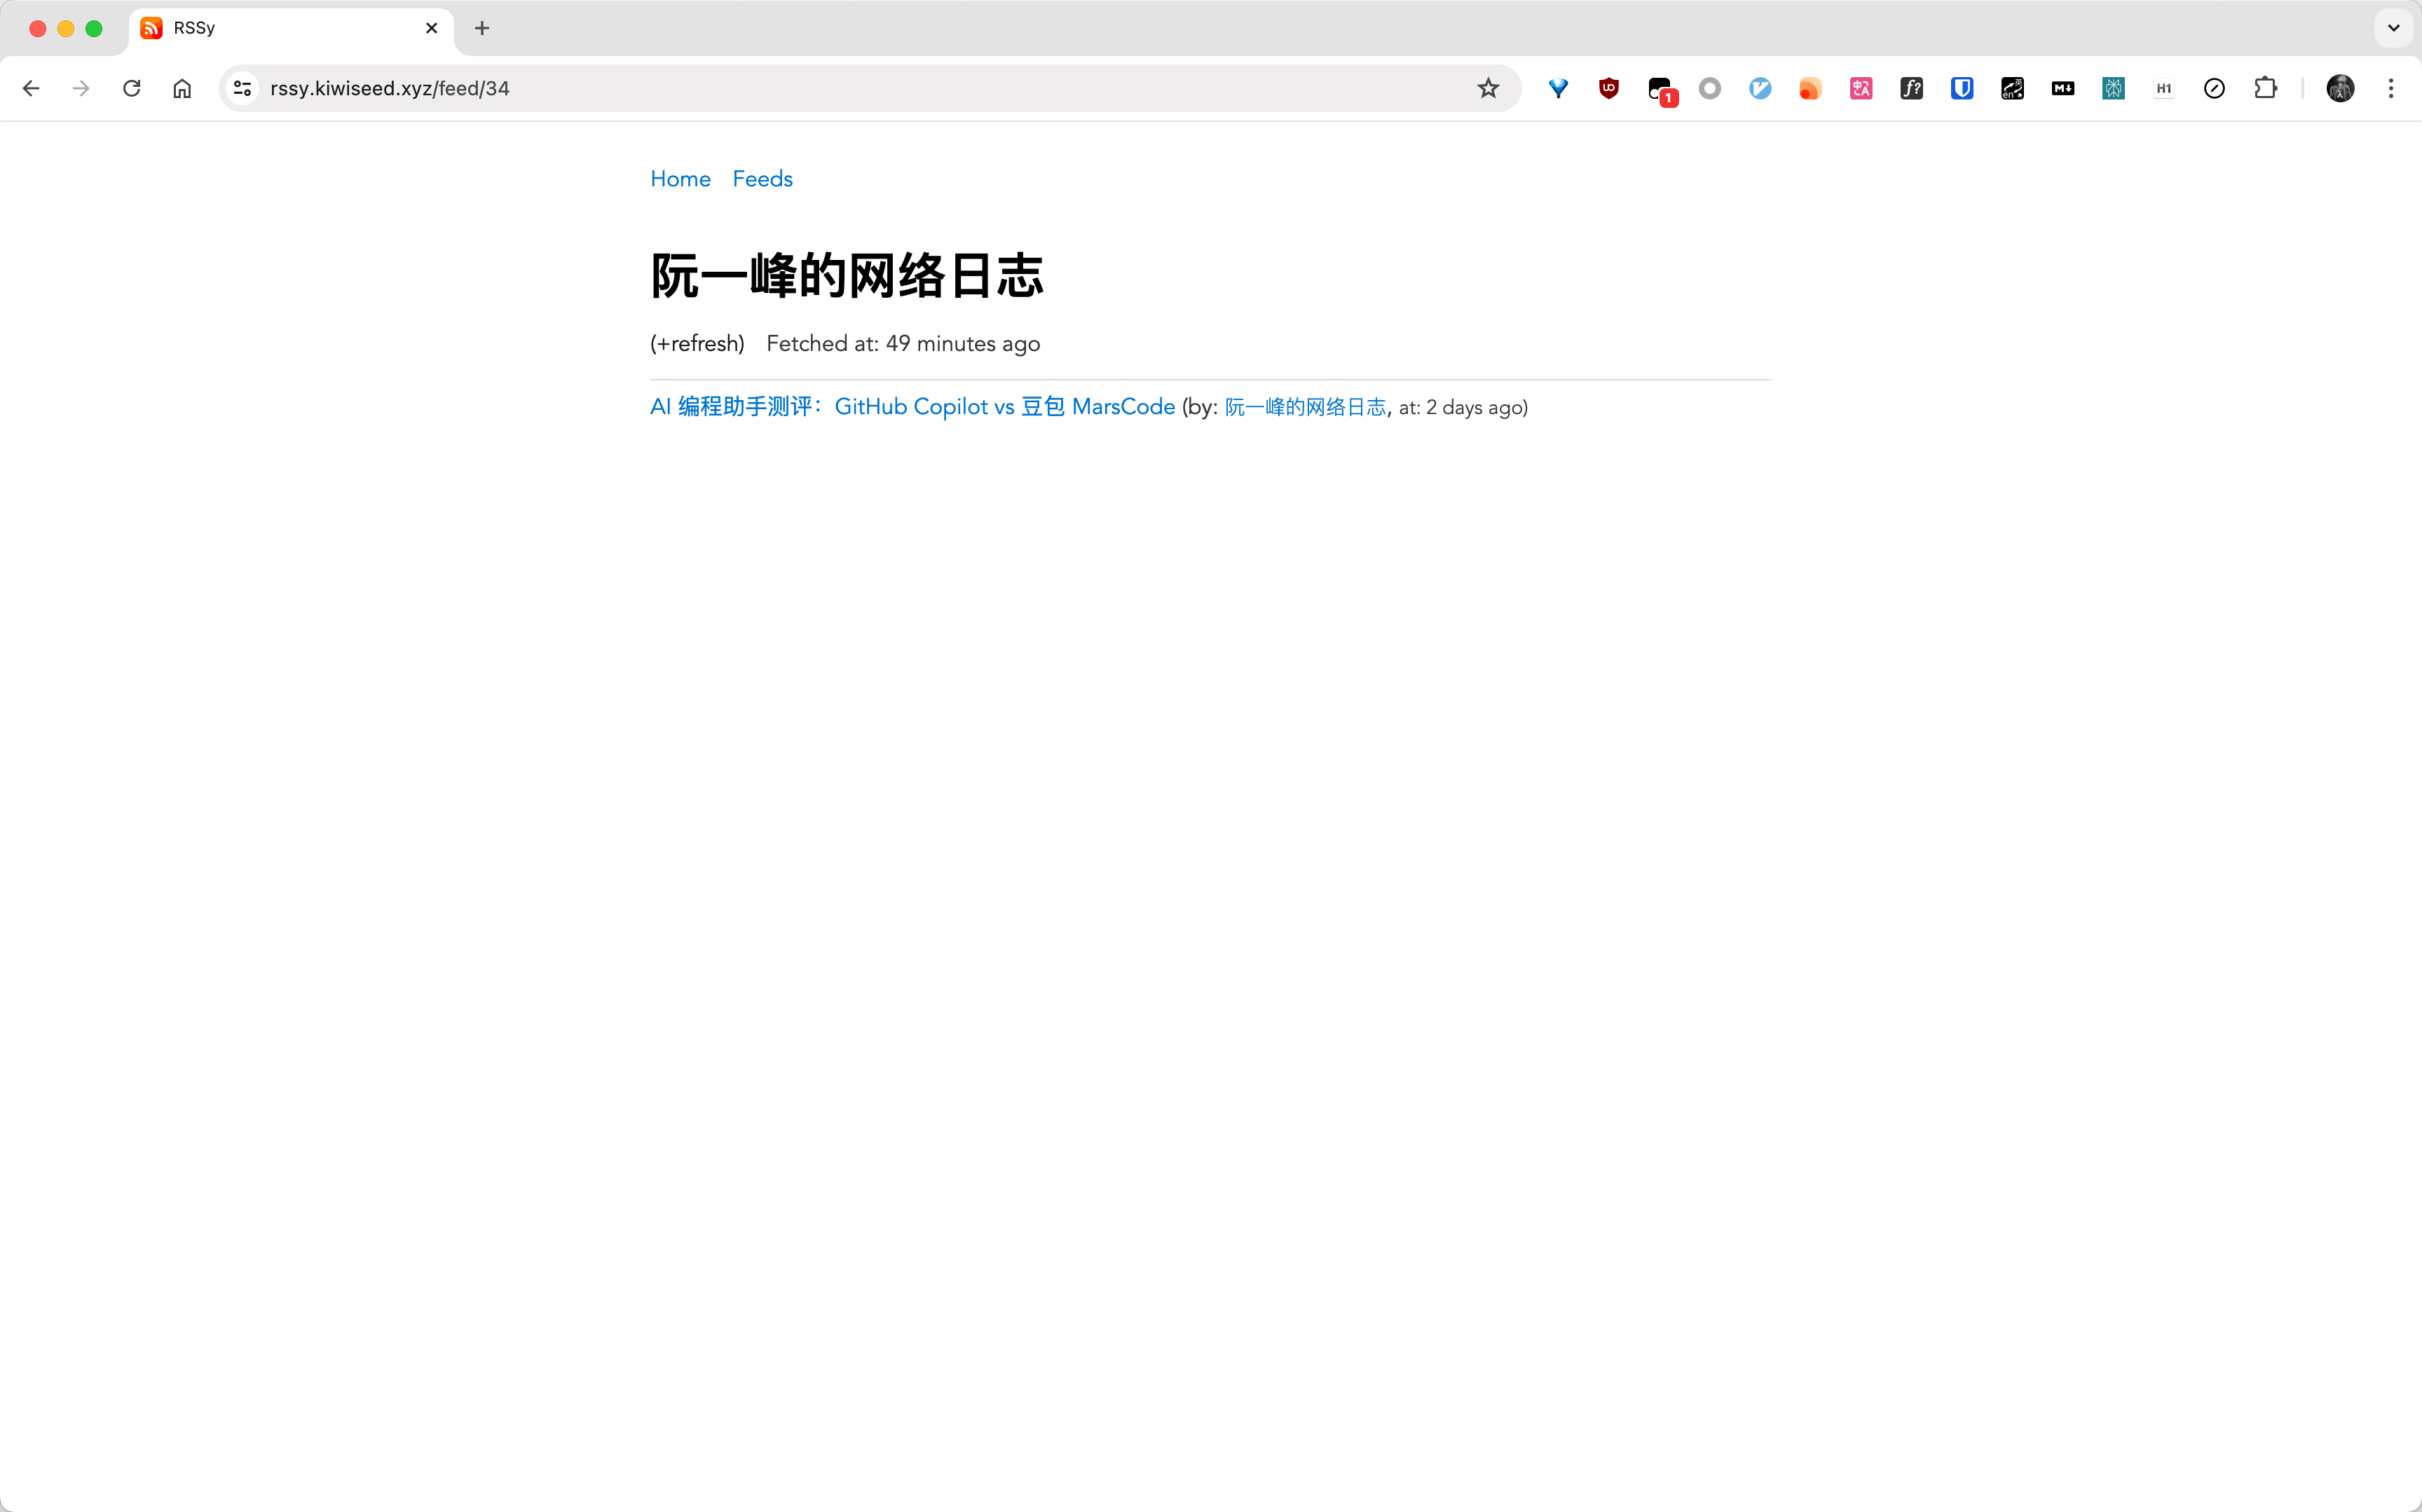 RSSy
rssy.kiwiseed.xyz/feed/34
1
H1
Home Feeds
阮一峰的网络日志
(+refresh) Fetched at: 49 minutes ago
AI 编程助手测评：GitHub Copilot vs 豆包 MarsCode (by: 阮一峰的网络日志, at: 2 days ago)